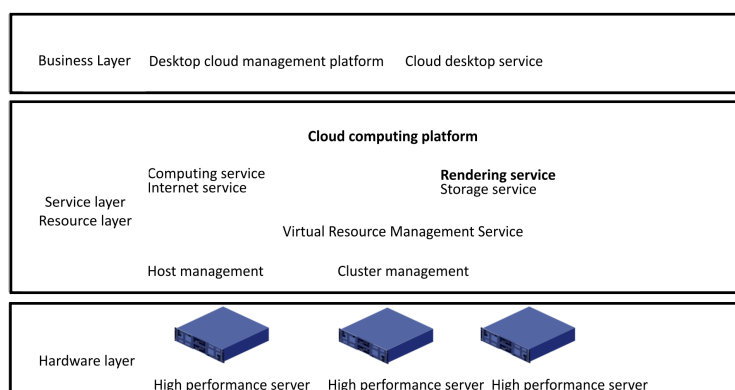 Business Layer Desktop cloud management platform Cloud desktop service
Cloud computing platform
Computing service Rendering service
Internet service Storage service
Service layer
Resource layer
Virtual Resource Management Service
Host management Cluster management
Hardware layer
High performance server High performance server High performance server